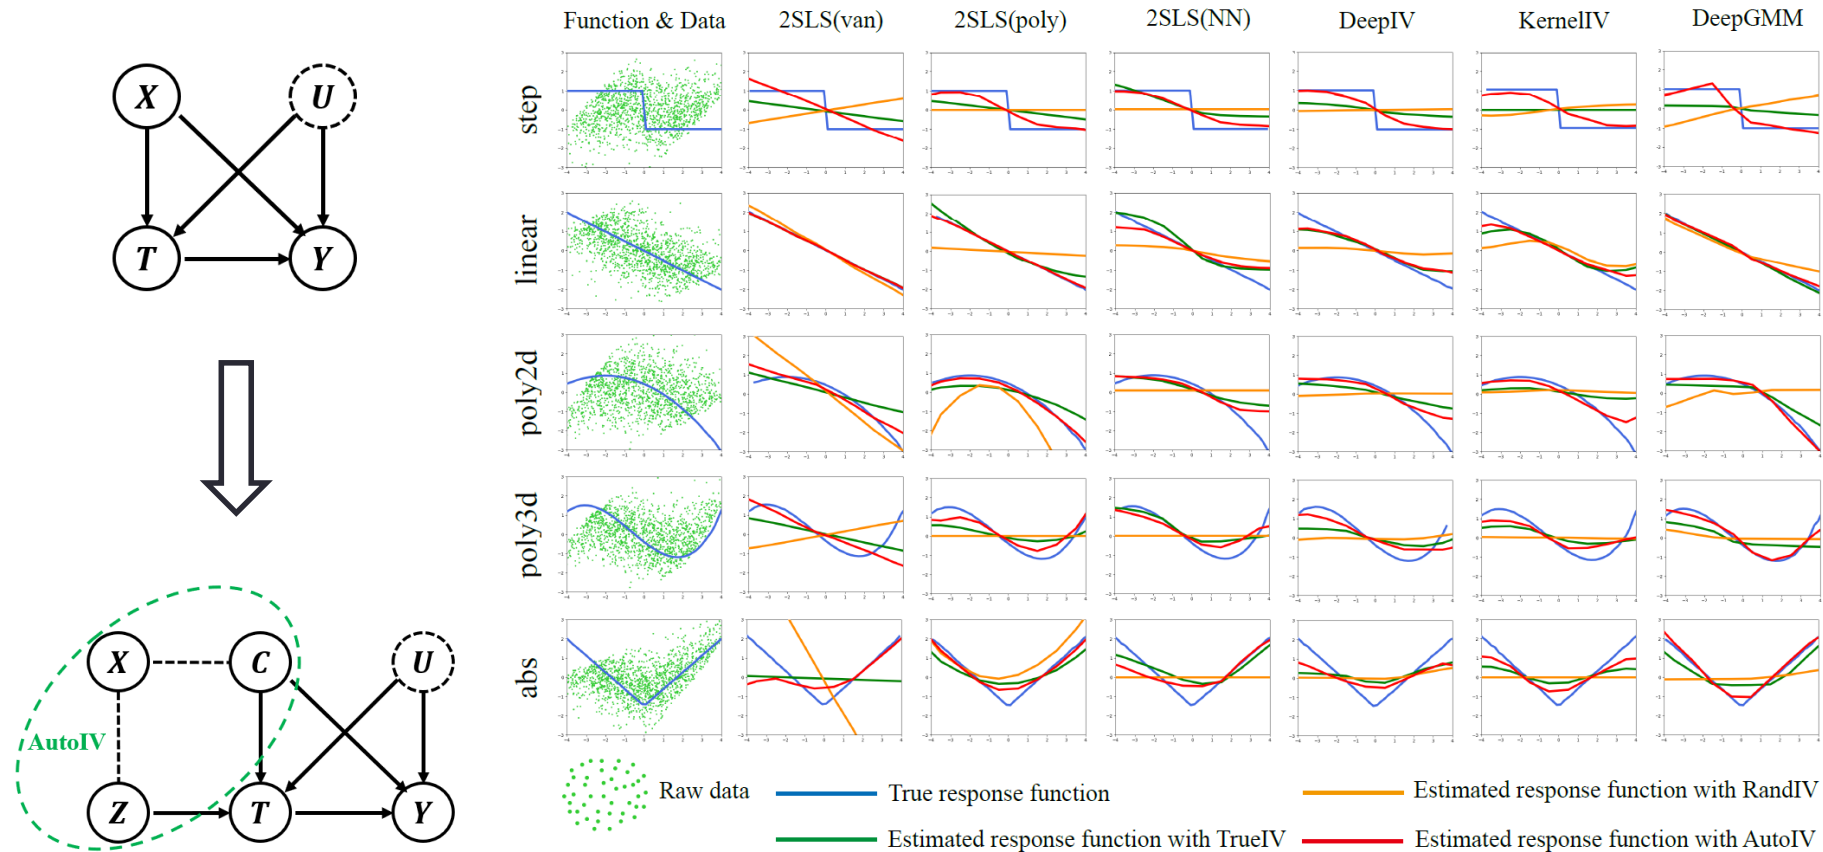 X
U
T
Y
X
C
U
AutoIV
Z
T
Y
Function & Data 2SLS(van) 2SLS(poly) 2SLS(NN) DeepIV KernelIV DeepGMM
step
linear
poly2d
poly3d
abs
Raw data
True response function
Estimated response function with RandIV
Estimated response function with TrueIV
Estimated response function with AutoIV